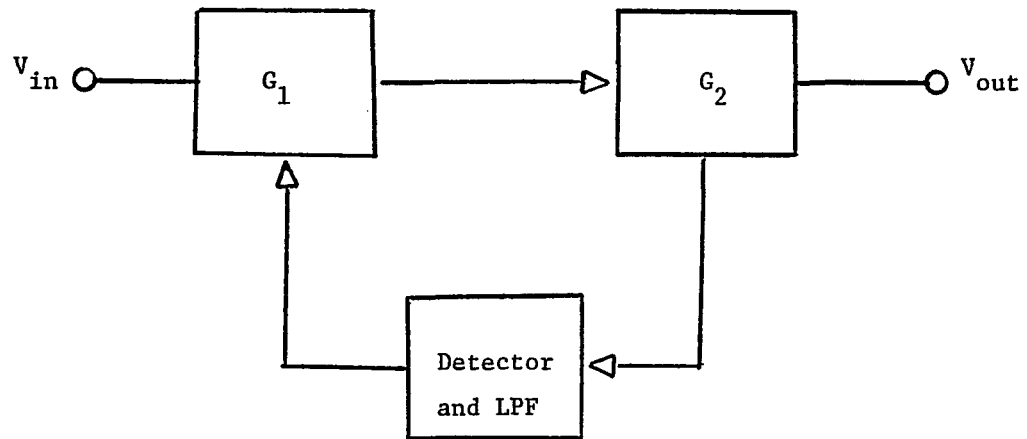 V_in
G_1
G_2
V_out
Detector
and LPF